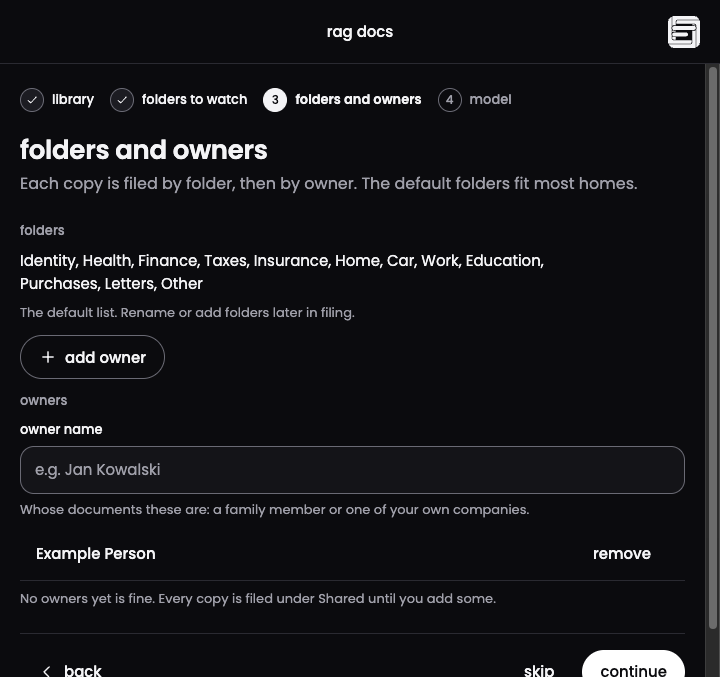 rag docs
library
folders to watch
3 folders and owners
4 model
folders and owners
Each copy is filed by folder, then by owner. The default folders fit most homes.
folders
Identity, Health, Finance, Taxes, Insurance, Home, Car, Work, Education,
Purchases, Letters, Other
The default list. Rename or add folders later in filing.
+ add owner
owners
owner name
e.g. Jan Kowalski
Whose documents these are: a family member or one of your own companies.
Example Person
remove
No owners yet is fine. Every copy is filed under Shared until you add some.
back
skip
continue